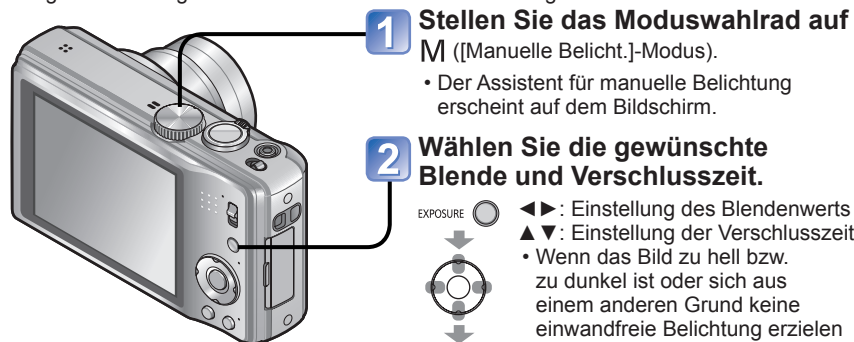 1 Stellen Sie das Moduswahlrad auf
M ([Manuelle Belicht.]-Modus).
• Der Assistent für manuelle Belichtung
erscheint auf dem Bildschirm.
2 Wählen Sie die gewünschte
Blende und Verschlusszeit.
EXPOSURE
◄►: Einstellung des Blendenwerts
▲▼: Einstellung der Verschlusszeit
• Wenn das Bild zu hell bzw.
zu dunkel ist oder sich aus
einem anderen Grund keine
einwandfreie Belichtung erzielen